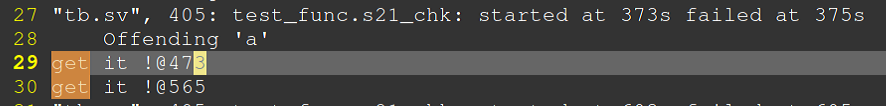 27 "tb.sv", 405: test_func.s21_chk: started at 373s failed at 375s
28 Offending 'a'
29 get it !@473
30 get it !@565